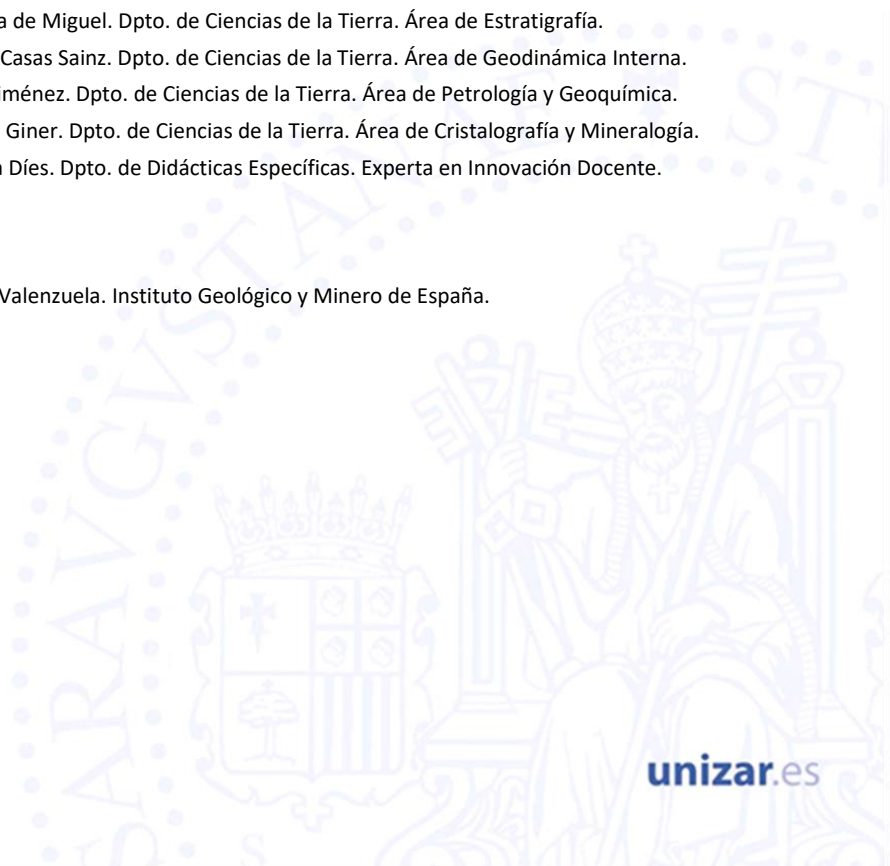 a de Miguel. Dpto. de Ciencias de la Tierra. Área de Estratigrafía.
Casas Sainz. Dpto. de Ciencias de la Tierra. Área de Geodinámica Interna.
iménez. Dpto. de Ciencias de la Tierra. Área de Petrología y Geoquímica.
Giner. Dpto. de Ciencias de la Tierra. Área de Cristalografía y Mineralogía.
Díes. Dpto. de Didácticas Específicas. Experta en Innovación Docente.
Valenzuela. Instituto Geológico y Minero de España.
SARAVGVSTANAE ST
unizar.es